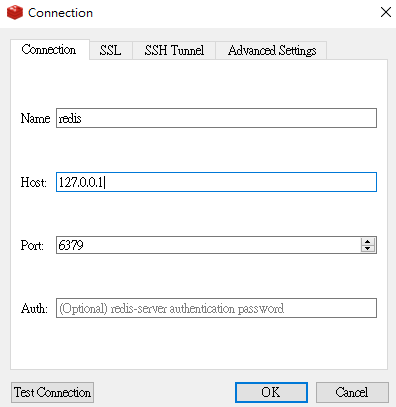 Connection
Connection SSL SSH Tunnel Advanced Settings
Name redis
Host: 127.0.0.1
Port: 6379
Auth: (Optional) redis-server authentication password
Test Connection OK Cancel